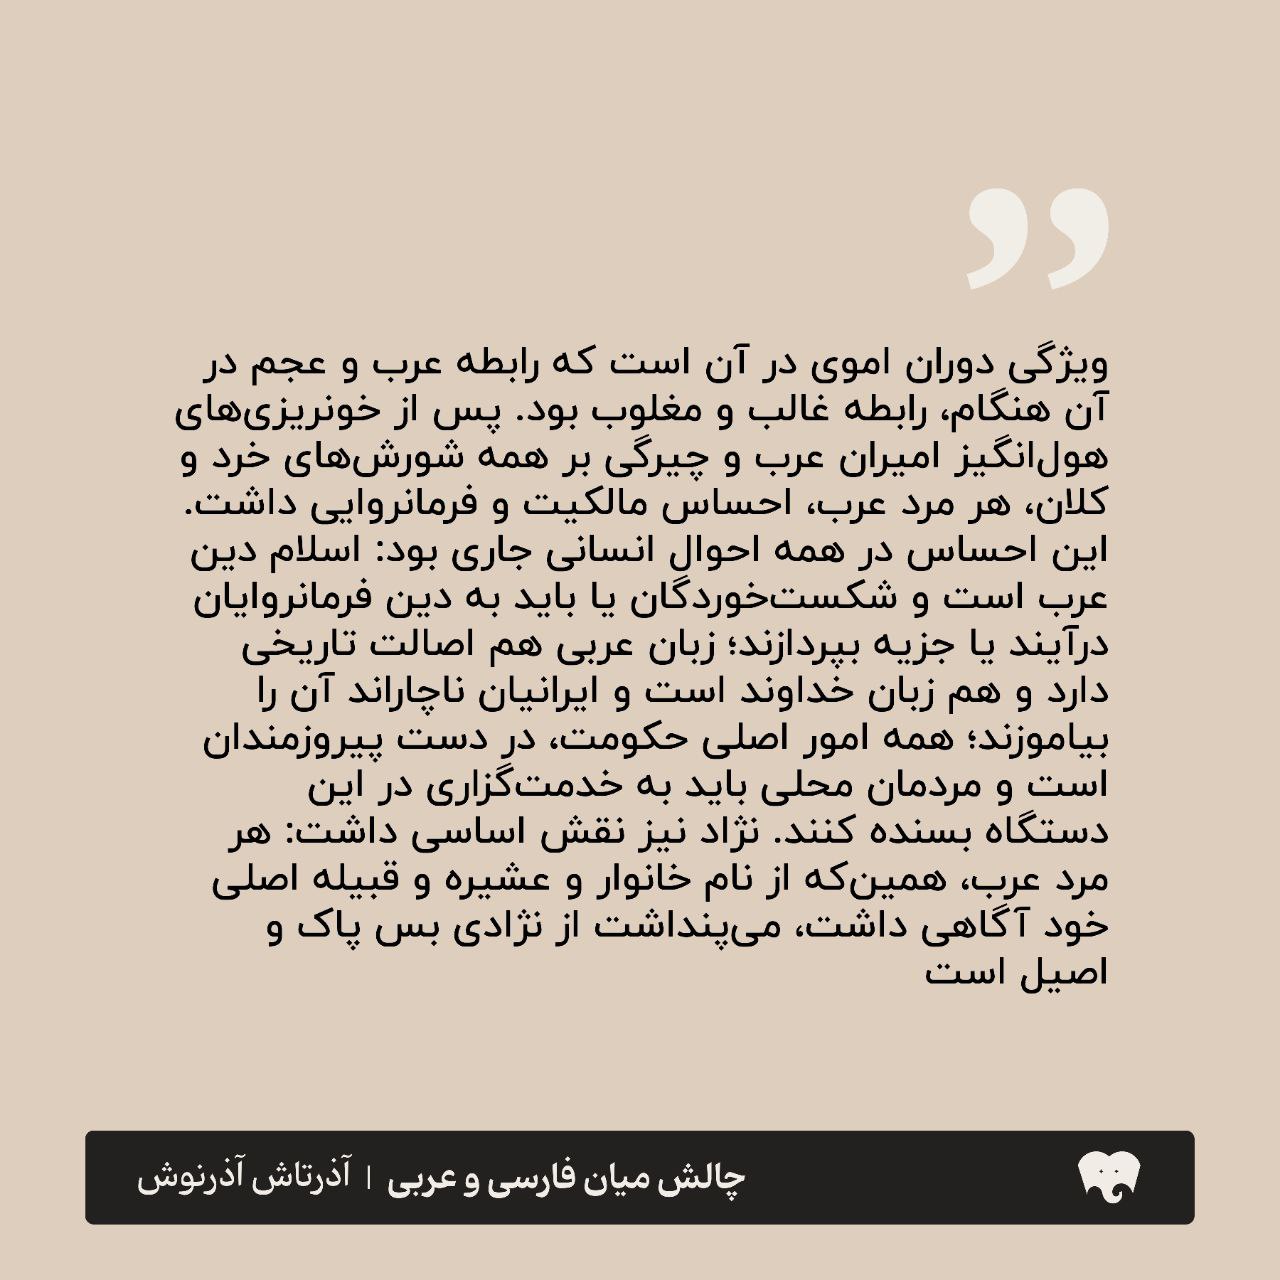 ویژگی دوران اموی در آن است که رابطه عرب و عجم در
آن هنگام، رابطه غالب و مغلوب بود. پس از خونریزی‌های
هول‌انگیز امیران عرب و چیرگی بر همه شورش‌های خرد و
کلان، هر مرد عرب، احساس مالکیت و فرمانروایی داشت.
این احساس در همه احوال انسانی جاری بود: اسلام دین
عرب است و شکست‌خوردگان یا باید به دین فرمانروایان
درآیند یا جزیه بپردازند؛ زبان عربی هم اصالت تاریخی
دارد و هم زبان خداوند است و ایرانیان ناچاراند آن را
بیاموزند؛ همه امور اصلی حکومت، در دست پیروزمندان
است و مردمان محلی باید به خدمت‌گزاری در این
دستگاه بسنده کنند. نژاد نیز نقش اساسی داشت: هر
مرد عرب، همین‌که از نام خانوار و عشیره و قبیله اصلی
خود آگاهی داشت، می‌پنداشت از نژادی بس پاک و
اصیل است
چالش میان فارسی و عربی | آذرتاش آذرنوش